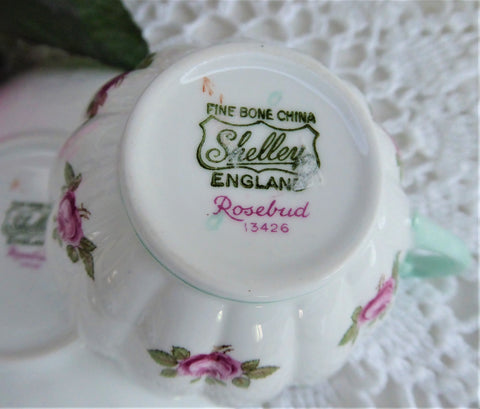 FINE BONE CHINA
Shelley
ENGLAND
Rosebud
13426